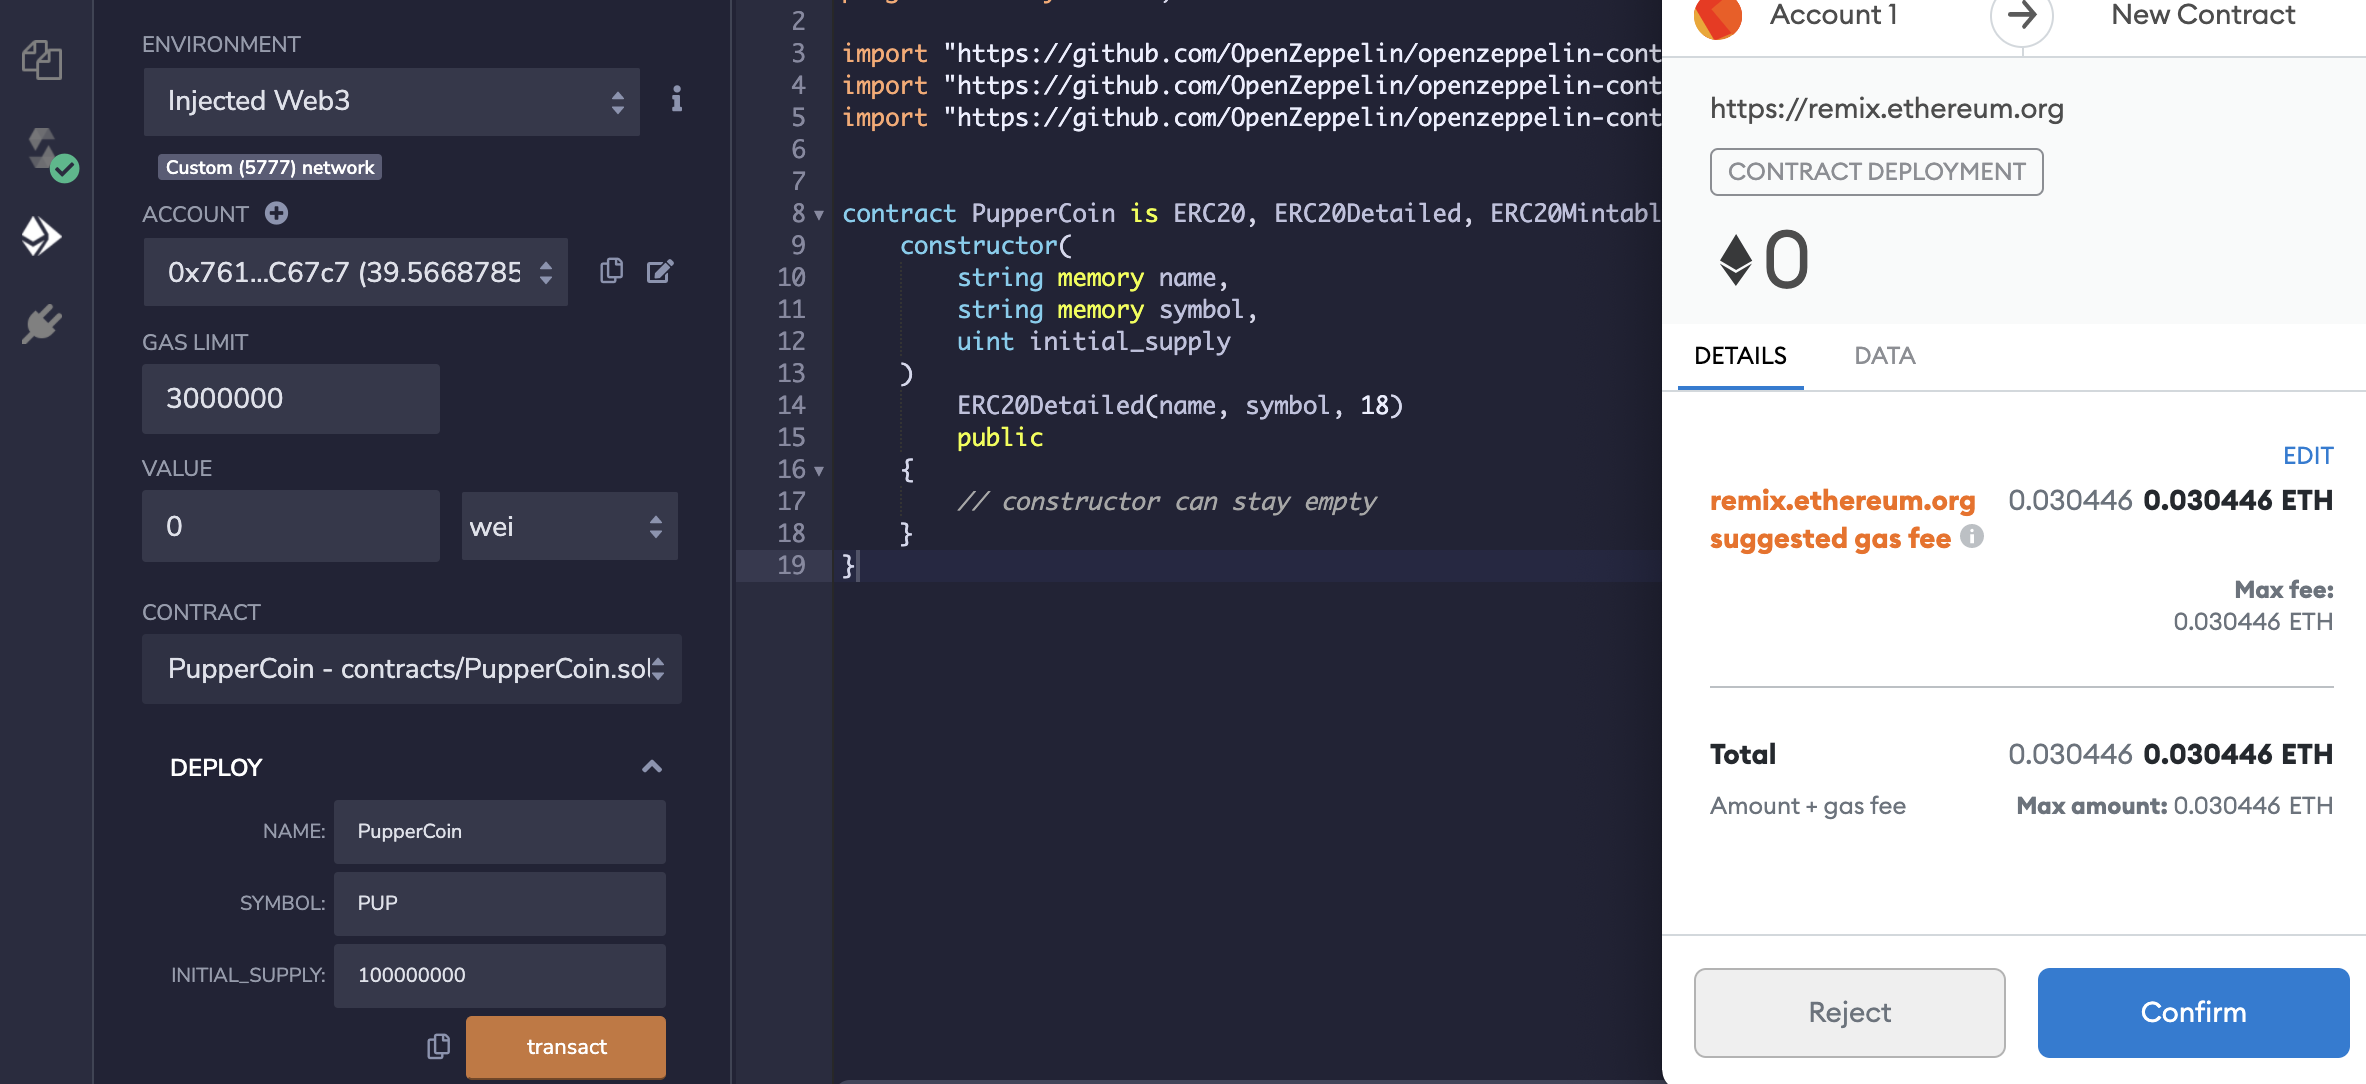 ENVIRONMENT
Injected Web3
Custom (5777) network
ACCOUNT
0x761...C67c7 (39.5668785
GAS LIMIT
3000000
VALUE
0
wei
CONTRACT
PupperCoin - contracts/PupperCoin.sol
DEPLOY
NAME: PupperCoin
SYMBOL: PUP
INITIAL_SUPPLY: 100000000
transact
2
3 import "https://github.com/OpenZeppelin/openzeppelin-cont
4 import "https://github.com/OpenZeppelin/openzeppelin-cont
5 import "https://github.com/OpenZeppelin/openzeppelin-cont
6
7
8 contract PupperCoin is ERC20, ERC20Detailed, ERC20Mintabl
9 constructor(
10 string memory name,
11 string memory symbol,
12 uint initial_supply
13 )
14 ERC20Detailed(name, symbol, 18)
15 public
16 {
17 // constructor can stay empty
18 }
19 }
Account 1
New Contract
https://remix.ethereum.org
CONTRACT DEPLOYMENT
0
DETAILS
DATA
EDIT
remix.ethereum.org 0.030446 0.030446 ETH
suggested gas fee
Max fee:
0.030446 ETH
Total 0.030446 0.030446 ETH
Amount + gas fee Max amount: 0.030446 ETH
Reject
Confirm